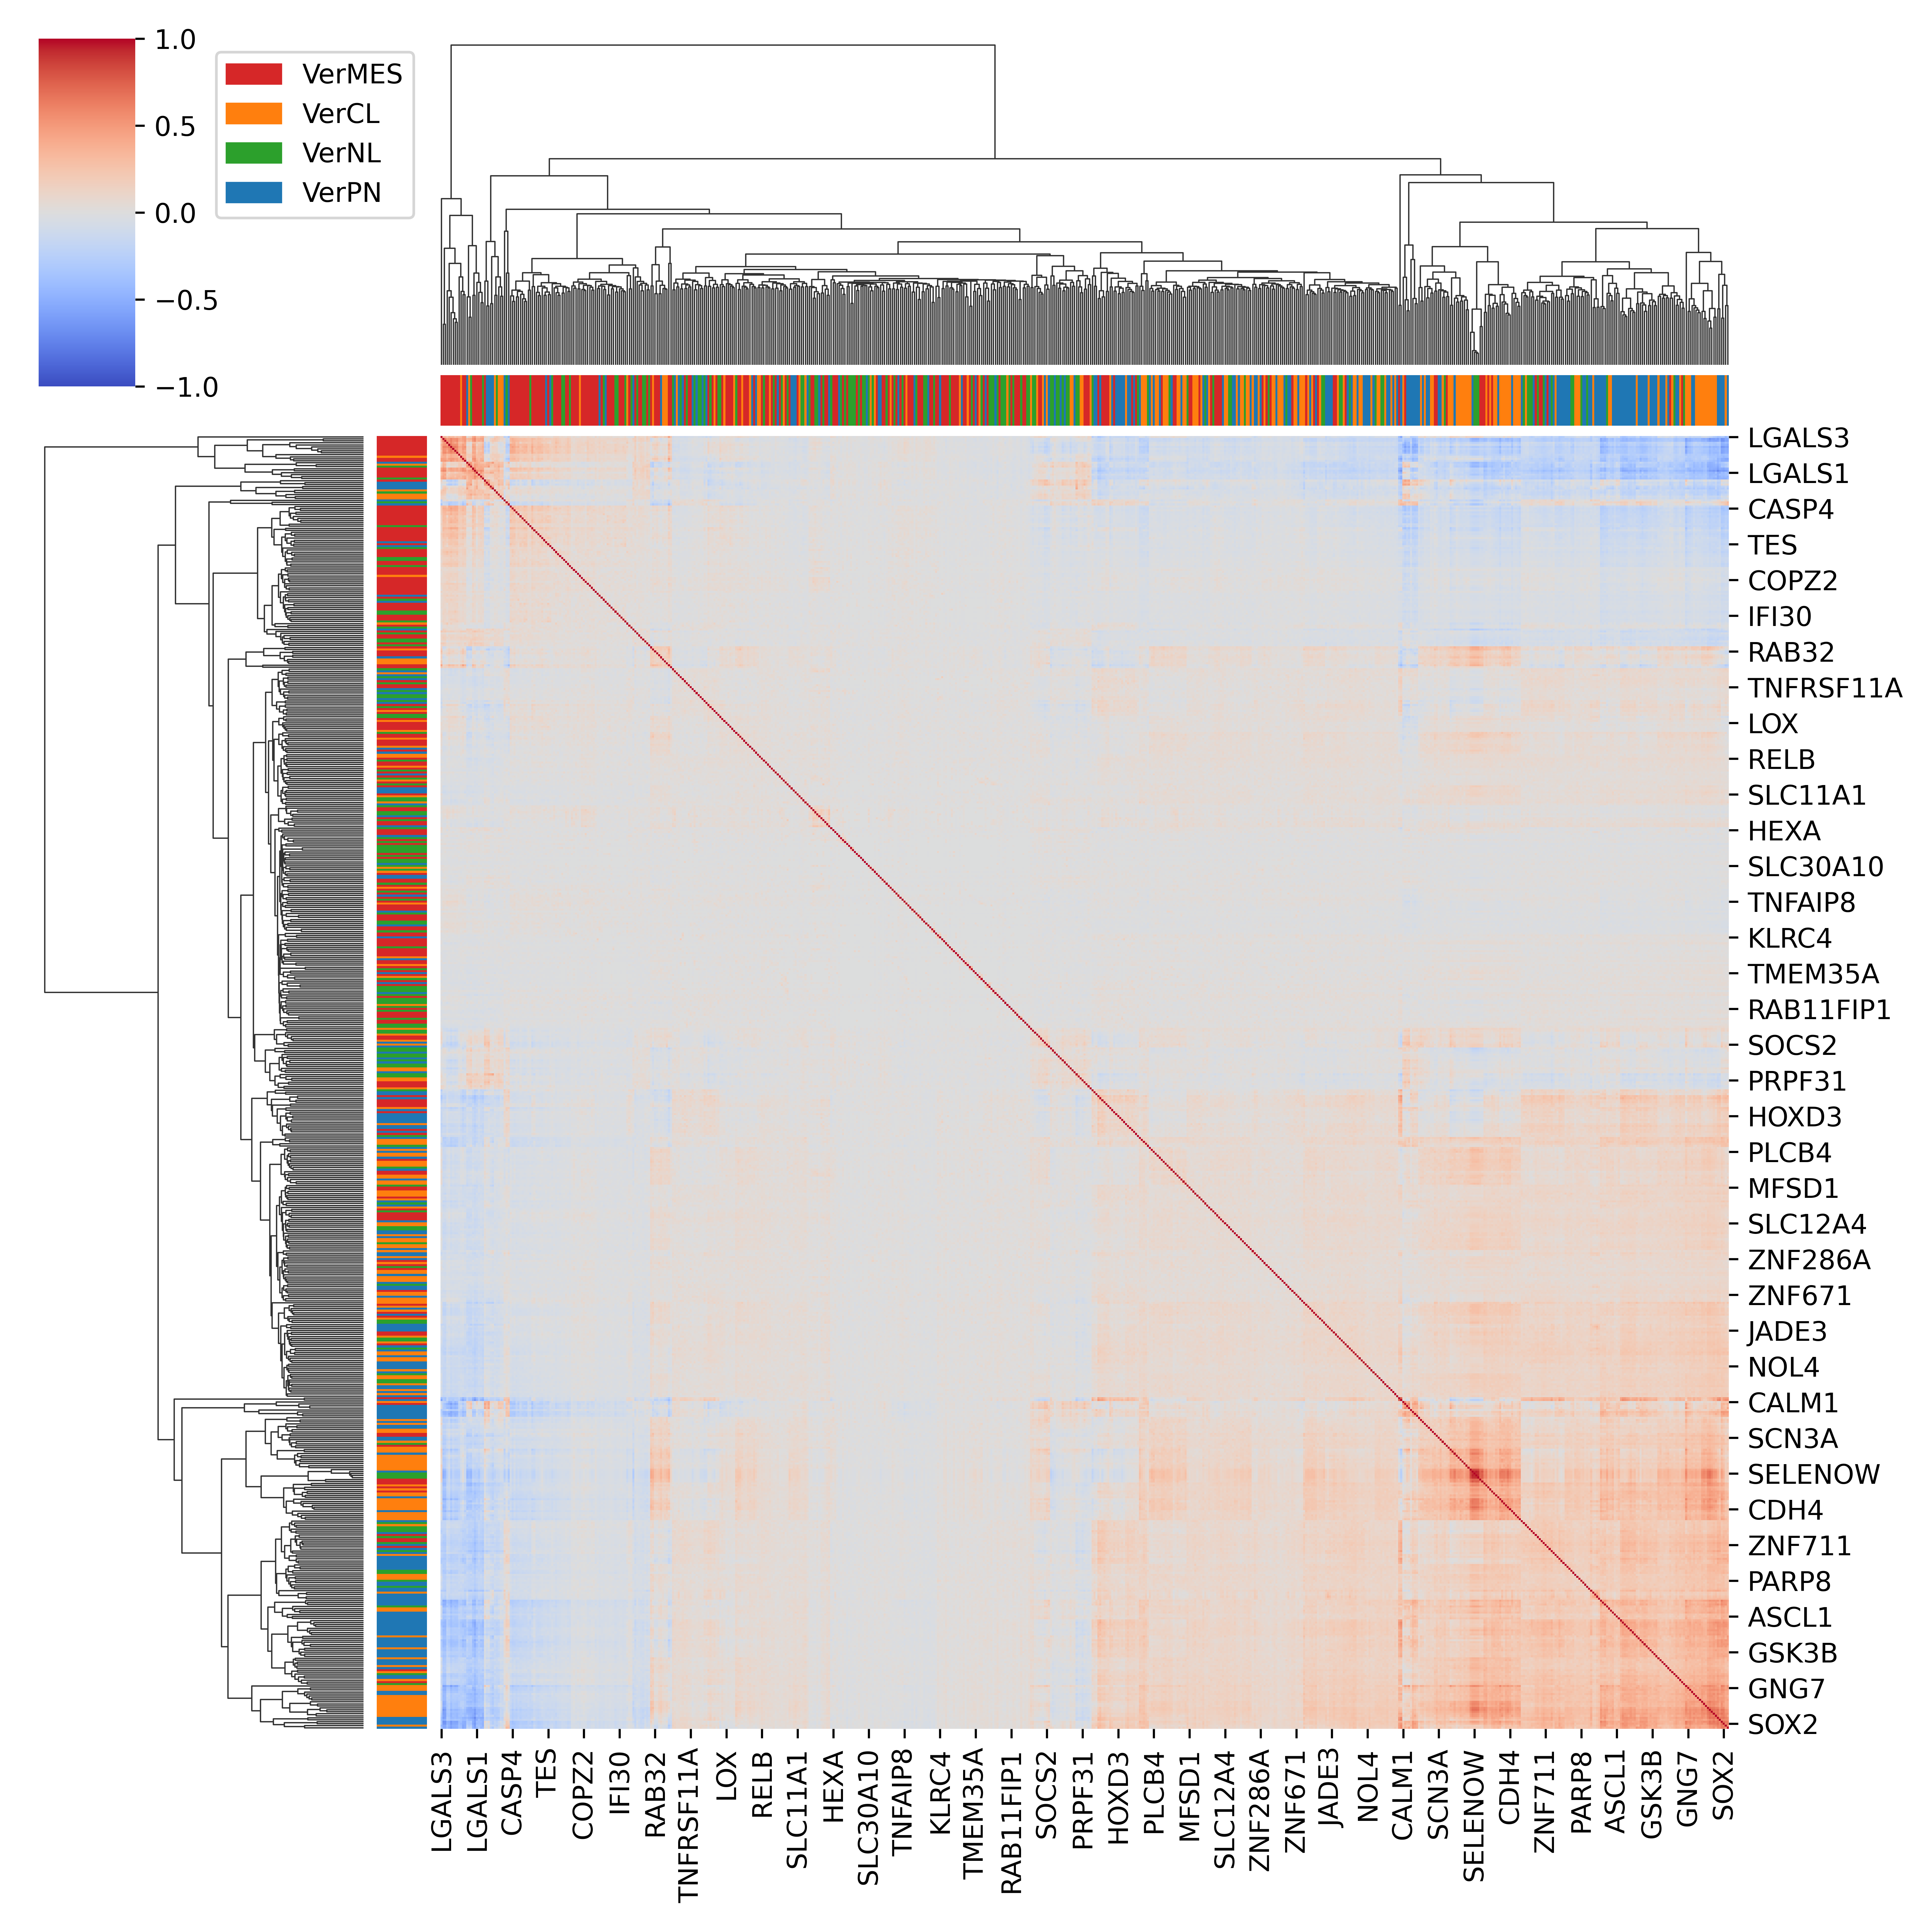 1.0
0.5
0.0
−0.5
−1.0
VerMES
VerCL
VerNL
VerPN
LGALS3
LGALS1
CASP4
TES
COPZ2
IFI30
RAB32
TNFRSF11A
LOX
RELB
SLC11A1
HEXA
SLC30A10
TNFAIP8
KLRC4
TMEM35A
RAB11FIP1
SOCS2
PRPF31
HOXD3
PLCB4
MFSD1
SLC12A4
ZNF286A
ZNF671
JADE3
NOL4
CALM1
SCN3A
SELENOW
CDH4
ZNF711
PARP8
ASCL1
GSK3B
GNG7
SOX2
LGALS3
LGALS1
CASP4
TES
COPZ2
IFI30
RAB32
TNFRSF11A
LOX
RELB
SLC11A1
HEXA
SLC30A10
TNFAIP8
KLRC4
TMEM35A
RAB11FIP1
SOCS2
PRPF31
HOXD3
PLCB4
MFSD1
SLC12A4
ZNF286A
ZNF671
JADE3
NOL4
CALM1
SCN3A
SELENOW
CDH4
ZNF711
PARP8
ASCL1
GSK3B
GNG7
SOX2